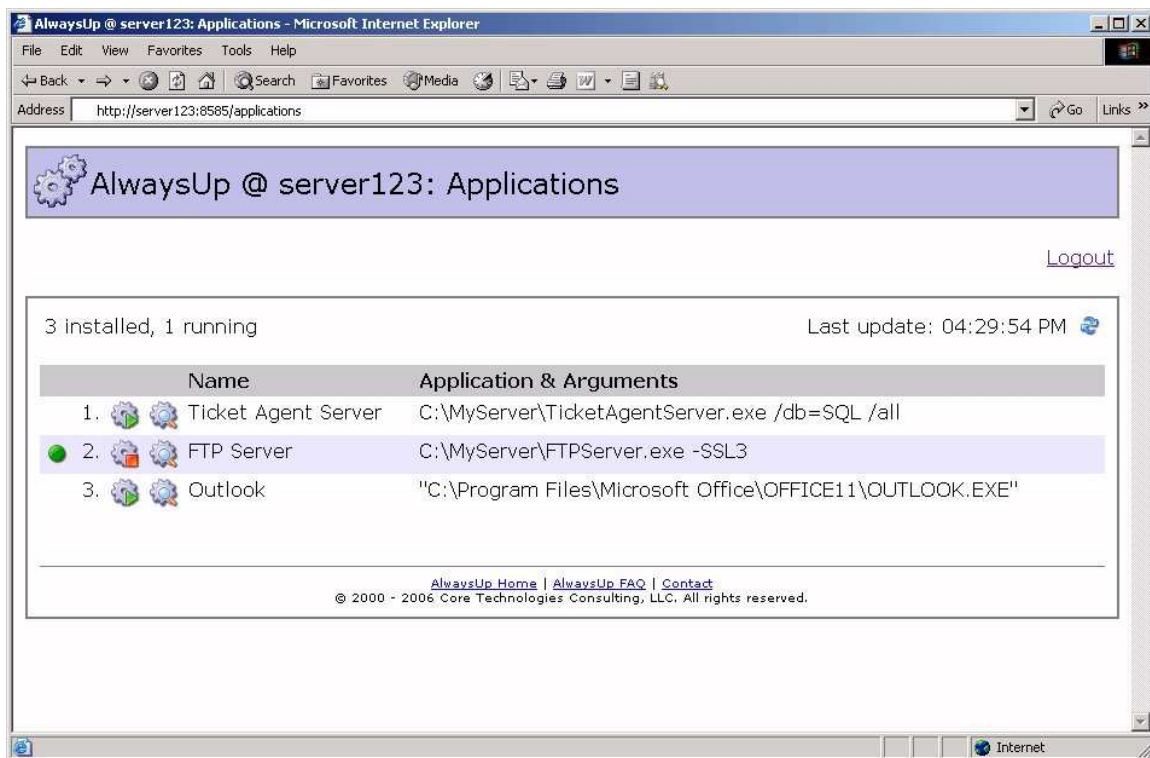 AlwaysUp @ server123: Applications - Microsoft Internet Explorer
File Edit View Favorites Tools Help
Back Search Favorites Media
Address http://server123:8585/applications Go Links »
AlwaysUp @ server123: Applications
Logout
3 installed, 1 running Last update: 04:29:54 PM
Name Application & Arguments
1. Ticket Agent Server C:\MyServer\TicketAgentServer.exe /db=SQL /all
2. FTP Server C:\MyServer\FTPServer.exe -SSL3
3. Outlook "C:\Program Files\Microsoft Office\OFFICE11\OUTLOOK.EXE"
AlwaysUp Home | AlwaysUp FAQ | Contact
© 2000 - 2006 Core Technologies Consulting, LLC. All rights reserved.
Internet